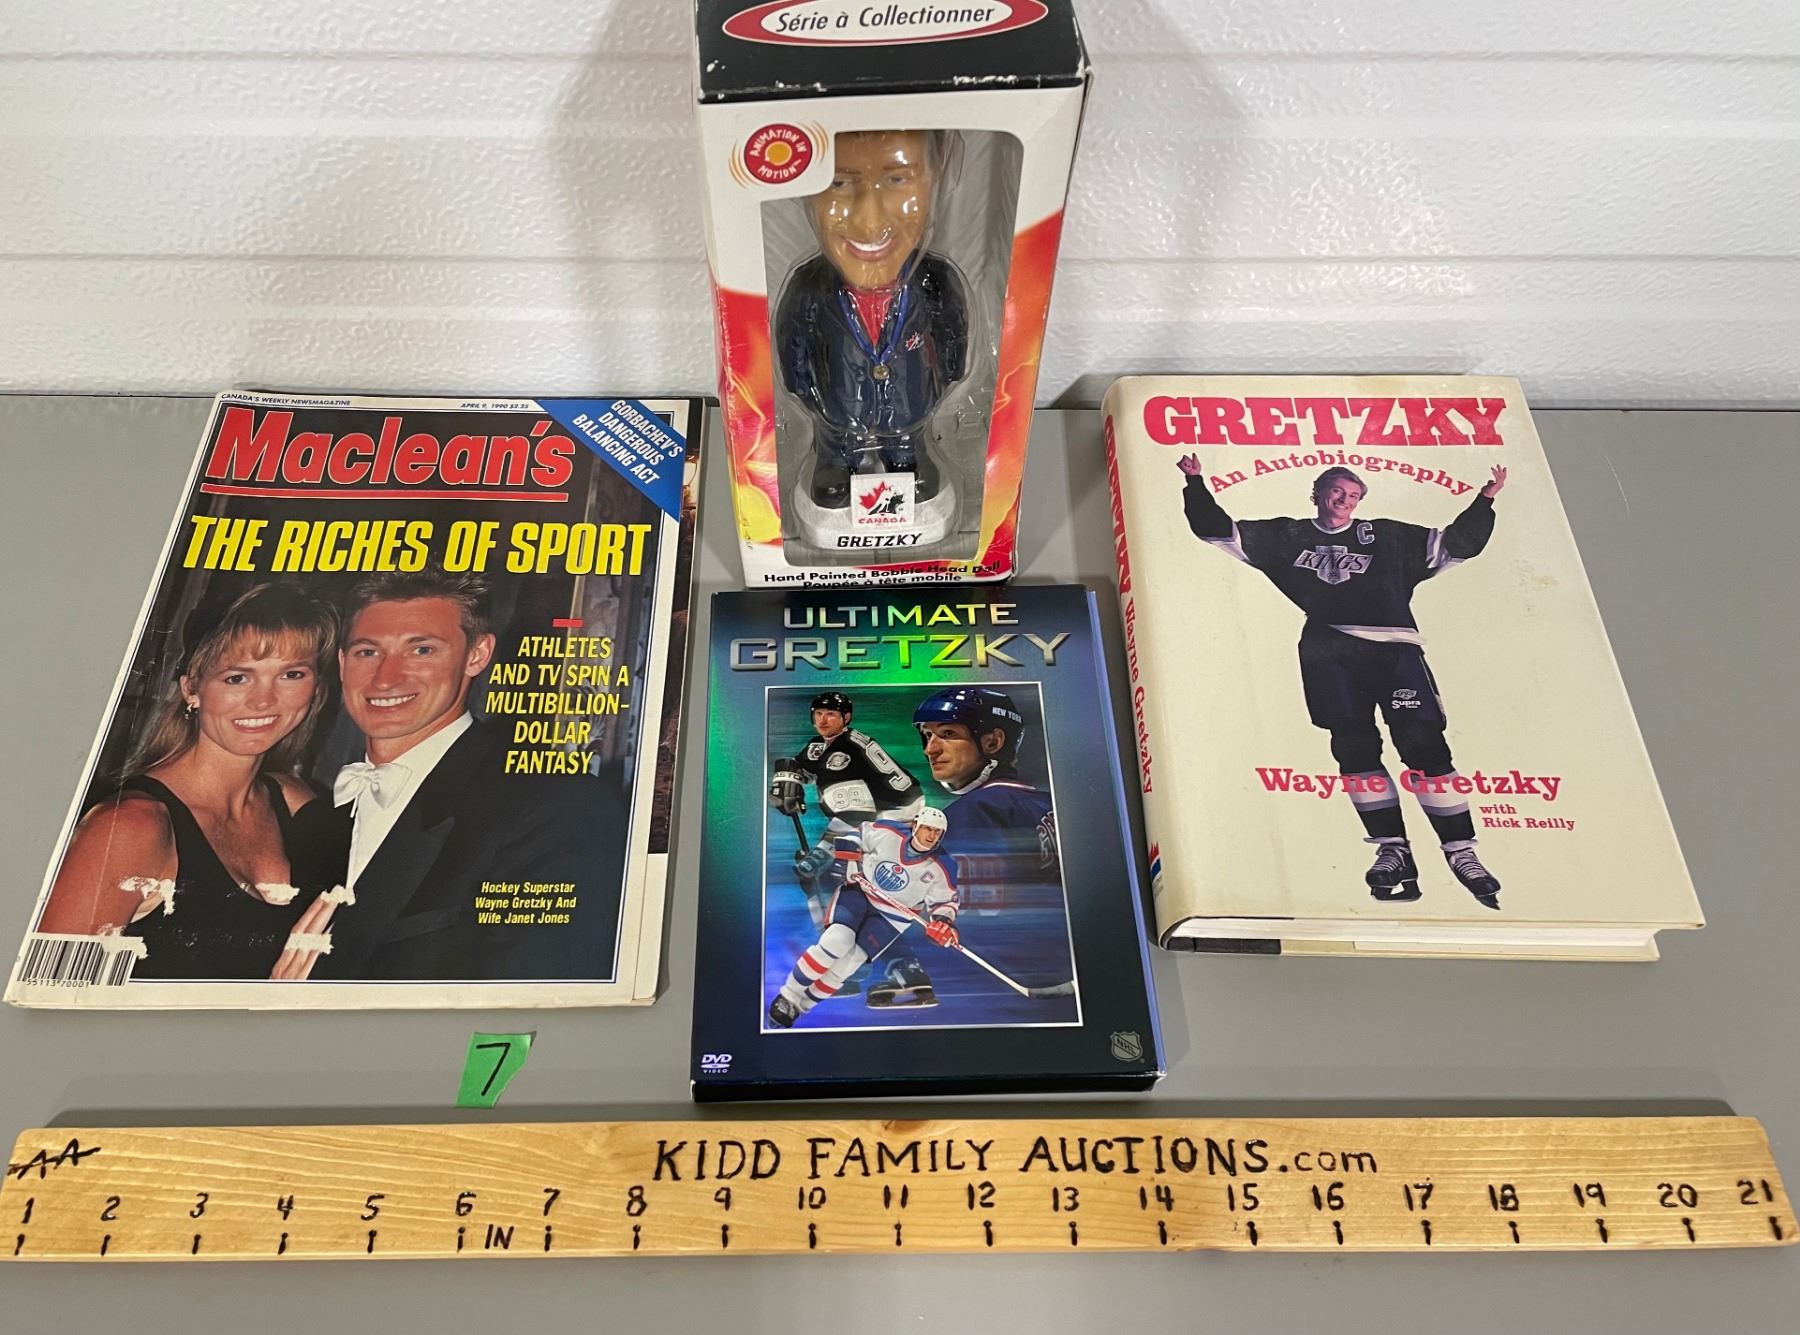 Série à Collectionner
ANIMATION IN
MOTION
CANADA
GRETZKY
Hand Painted Bobble Head Doll
Poupée à tête mobile
CANADA'S WEEKLY NEWSMAGAZINE
APRIL 9, 1990 $2.25
Maclean's
GORBACHEV'S
DANGEROUS
BALANCING ACT
THE RICHES OF SPORT
ATHLETES
AND TV SPIN A
MULTIBILLION-
DOLLAR
FANTASY
Hockey Superstar
Wayne Gretzky And
Wife Janet Jones
ULTIMATE
GRETZKY
NEW YORK
99
OILERS
C
DVD
VIDEO
NHL
GRETZKY
An Autobiography
C
KINGS
Supra
Wayne Gretzky
with
Rick Reilly
Wayne Gretzky
7
AA
KIDD FAMILY AUCTIONS.com
1 2 3 4 5 6 IN 7 8 9 10 11 12 13 14 15 16 17 18 19 20 21